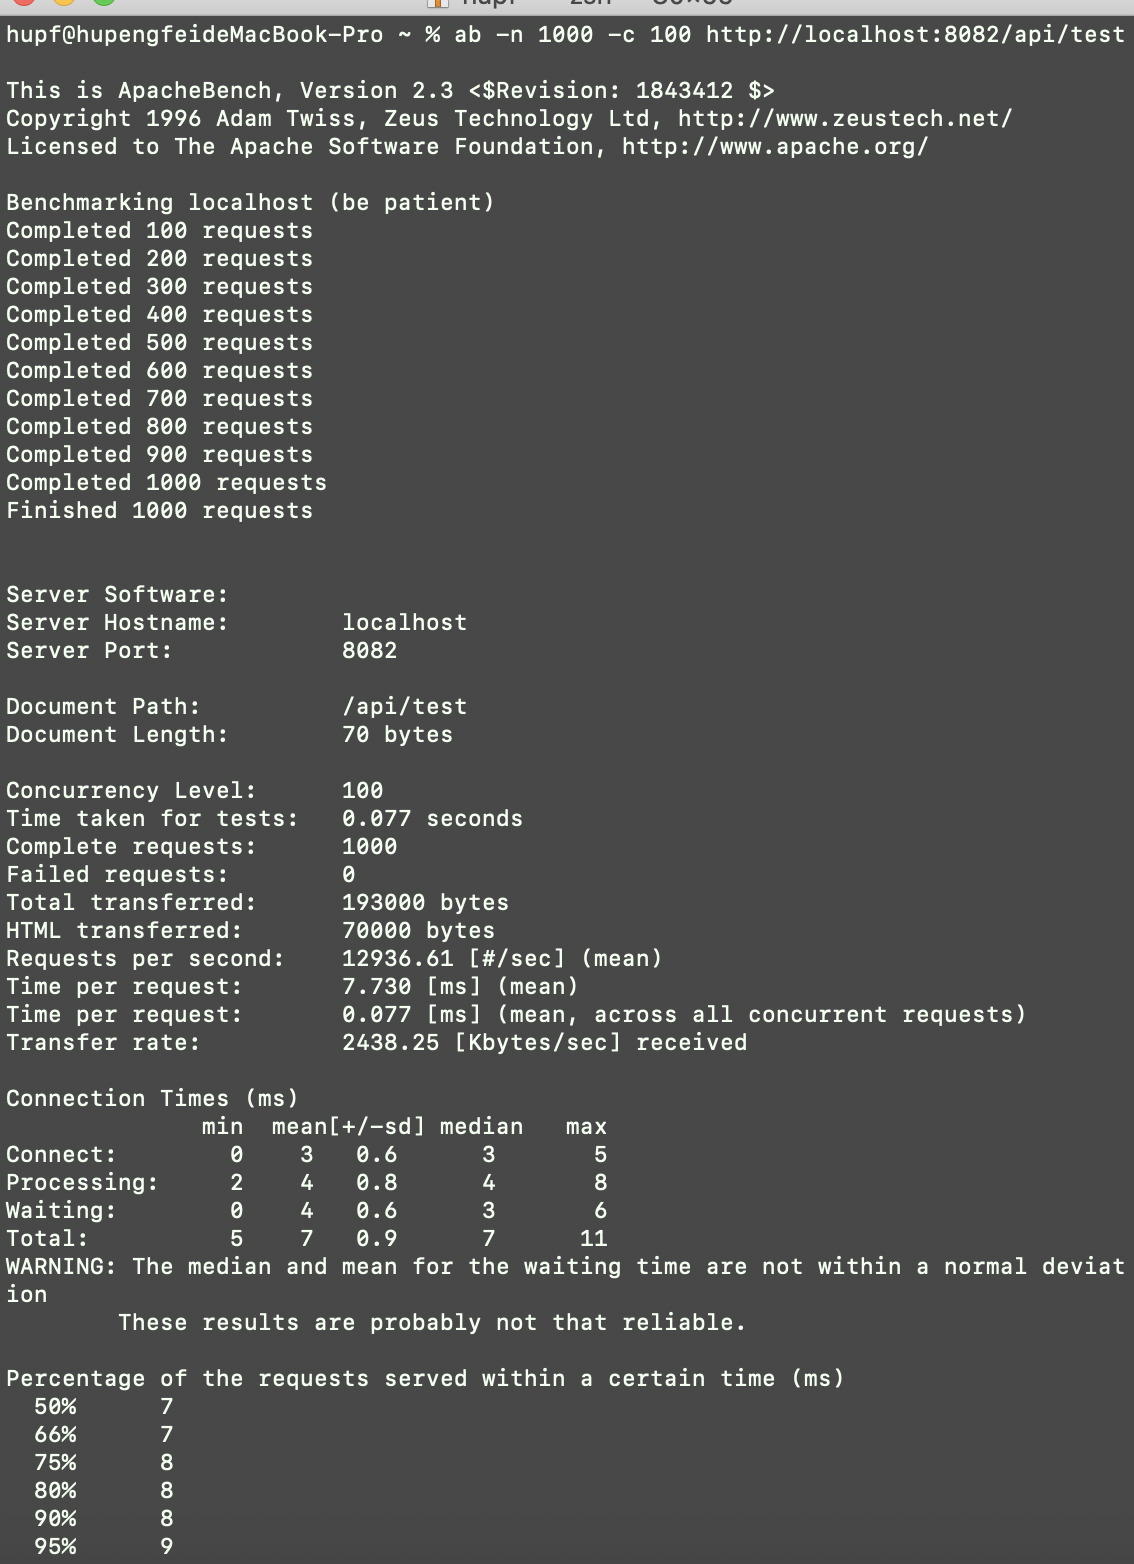 hupf@hupengfeideMacBook-Pro ~ % ab -n 1000 -c 100 http://localhost:8082/api/test

This is ApacheBench, Version 2.3 <$Revision: 1843412 $>
Copyright 1996 Adam Twiss, Zeus Technology Ltd, http://www.zeustech.net/
Licensed to The Apache Software Foundation, http://www.apache.org/

Benchmarking localhost (be patient)
Completed 100 requests
Completed 200 requests
Completed 300 requests
Completed 400 requests
Completed 500 requests
Completed 600 requests
Completed 700 requests
Completed 800 requests
Completed 900 requests
Completed 1000 requests
Finished 1000 requests


Server Software:
Server Hostname:        localhost
Server Port:            8082

Document Path:          /api/test
Document Length:        70 bytes

Concurrency Level:      100
Time taken for tests:   0.077 seconds
Complete requests:      1000
Failed requests:        0
Total transferred:      193000 bytes
HTML transferred:       70000 bytes
Requests per second:    12936.61 [#/sec] (mean)
Time per request:       7.730 [ms] (mean)
Time per request:       0.077 [ms] (mean, across all concurrent requests)
Transfer rate:          2438.25 [Kbytes/sec] received

Connection Times (ms)
              min  mean[+/-sd] median   max
Connect:        0    3   0.6      3       5
Processing:     2    4   0.8      4       8
Waiting:        0    4   0.6      3       6
Total:          5    7   0.9      7      11
WARNING: The median and mean for the waiting time are not within a normal deviat
ion
        These results are probably not that reliable.

Percentage of the requests served within a certain time (ms)
  50%      7
  66%      7
  75%      8
  80%      8
  90%      8
  95%      9